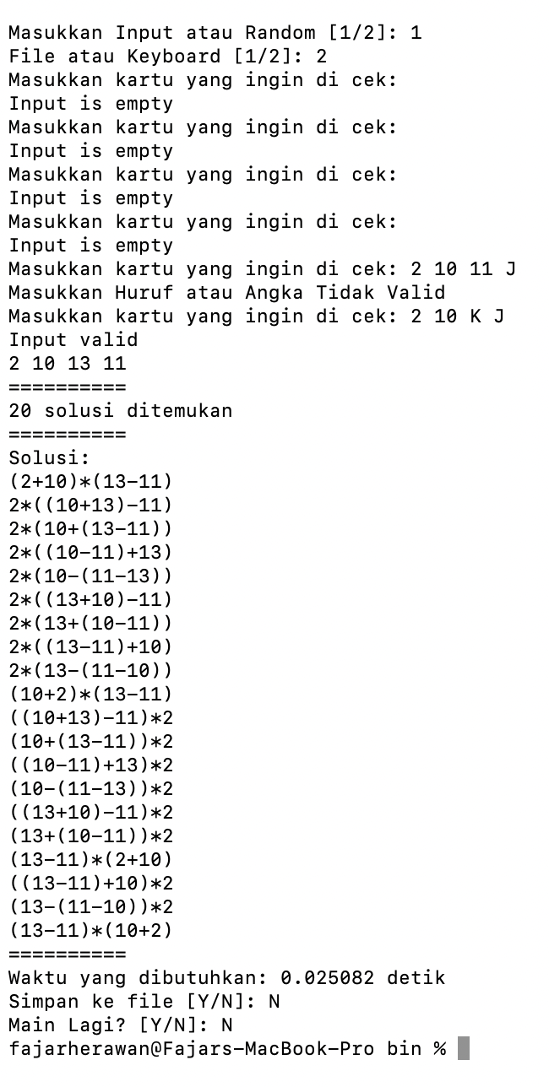 Masukkan Input atau Random [1/2]: 1
File atau Keyboard [1/2]: 2
Masukkan kartu yang ingin di cek:
Input is empty
Masukkan kartu yang ingin di cek:
Input is empty
Masukkan kartu yang ingin di cek:
Input is empty
Masukkan kartu yang ingin di cek:
Input is empty
Masukkan kartu yang ingin di cek: 2 10 11 J
Masukkan Huruf atau Angka Tidak Valid
Masukkan kartu yang ingin di cek: 2 10 K J
Input valid
2 10 13 11
==========
20 solusi ditemukan
==========
Solusi:
(2+10)*(13-11)
2*((10+13)-11)
2*(10+(13-11))
2*((10-11)+13)
2*(10-(11-13))
2*((13+10)-11)
2*(13+(10-11))
2*((13-11)+10)
2*(13-(11-10))
(10+2)*(13-11)
((10+13)-11)*2
(10+(13-11))*2
((10-11)+13)*2
(10-(11-13))*2
((13+10)-11)*2
(13+(10-11))*2
(13-11)*(2+10)
((13-11)+10)*2
(13-(11-10))*2
(13-11)*(10+2)
==========
Waktu yang dibutuhkan: 0.025082 detik
Simpan ke file [Y/N]: N
Main Lagi? [Y/N]: N
fajarherawan@Fajars-MacBook-Pro bin %